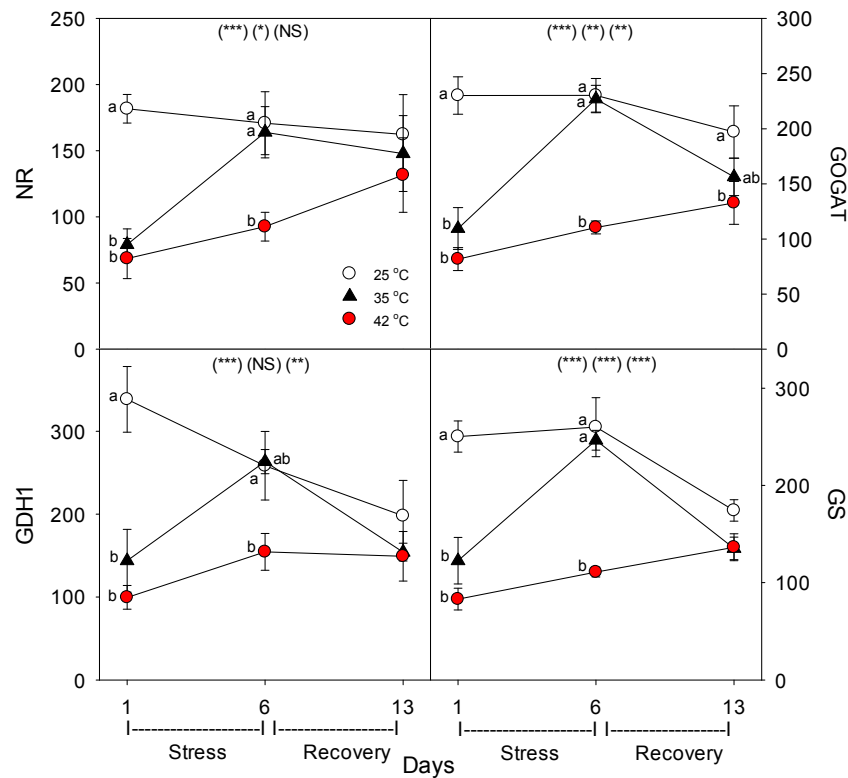 250
200
150
100
50
0
NR
(***) (*) (NS)
a
b
b
a
a
b
25 °C
35 °C
42 °C
(***) (**) (**)
a
b
b
a
a
b
a
ab
b
300
250
200
150
100
50
0
GOGAT
300
200
100
0
GDH1
(***) (NS) (**)
a
b
b
ab
a
b
(***) (***) (***)
a
b
b
a
a
b
300
200
100
0
GS
1 6 13 1 6 13
|--------------------||--------------------| |--------------------||--------------------|
Stress Recovery Stress Recovery
Days